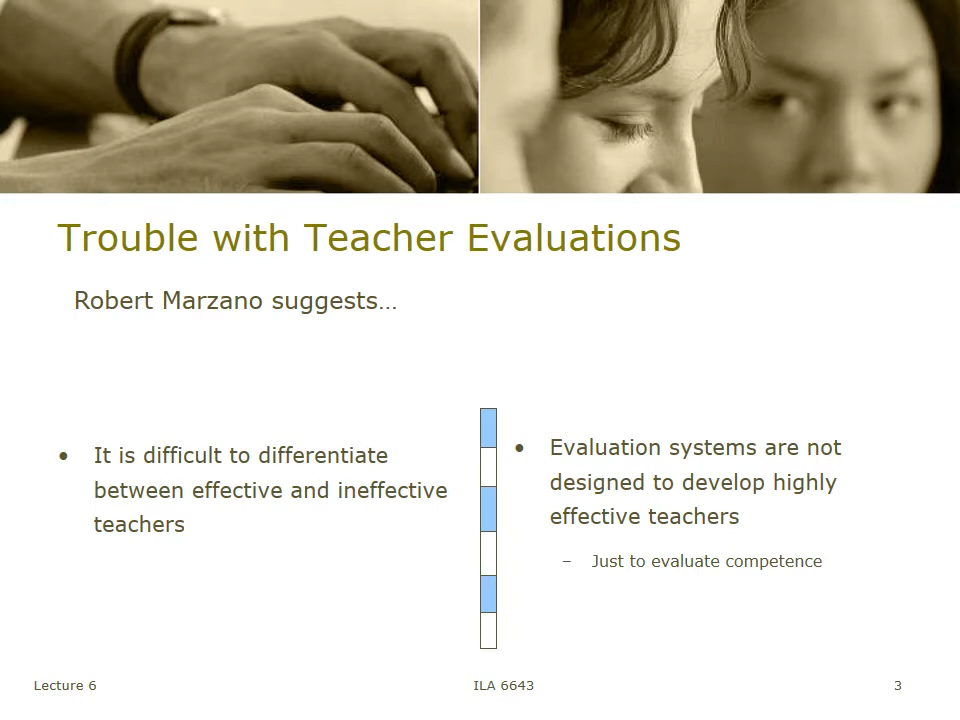 Trouble with Teacher Evaluations
Robert Marzano suggests…
• It is difficult to differentiate
between effective and ineffective
teachers
• Evaluation systems are not
designed to develop highly
effective teachers
– Just to evaluate competence
Lecture 6
ILA 6643
3